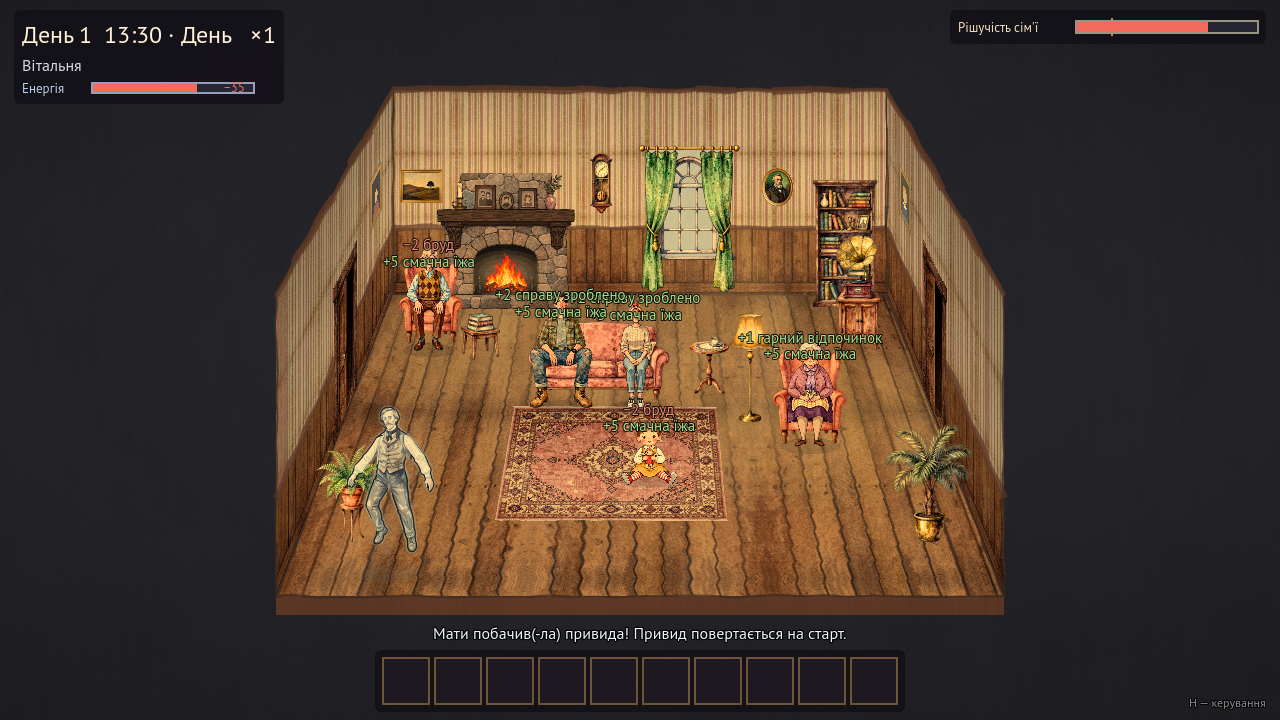 День 1 13:30 · День ×1
Вітальня
Енергія −35
Рішучість сім'ї
−2 бруд
+5 смачна їжа
+2 справу зроблено
+5 смачна їжа
справу зроблено
смачна їжа
+1 гарний відпочинок
+5 смачна їжа
−2 бруд
+5 смачна їжа
Мати побачив(-ла) привида! Привид повертається на старт.
H — керування